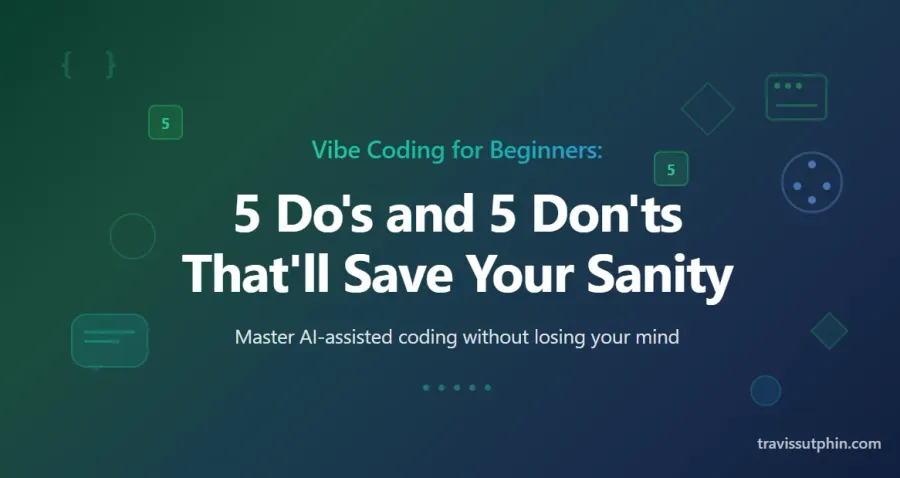 { }
5
Vibe Coding for Beginners:
5
5 Do's and 5 Don'ts
That'll Save Your Sanity
Master AI-assisted coding without losing your mind
travissutphin.com